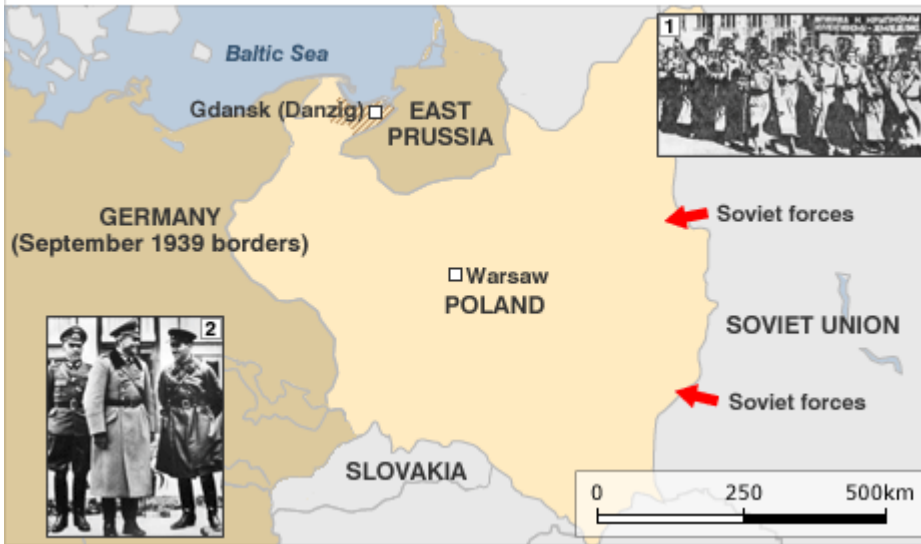 1
Baltic Sea
Gdansk (Danzig)
EAST
PRUSSIA
GERMANY
(September 1939 borders)
Soviet forces
Warsaw
POLAND
2
SOVIET UNION
Soviet forces
SLOVAKIA
0 250 500km